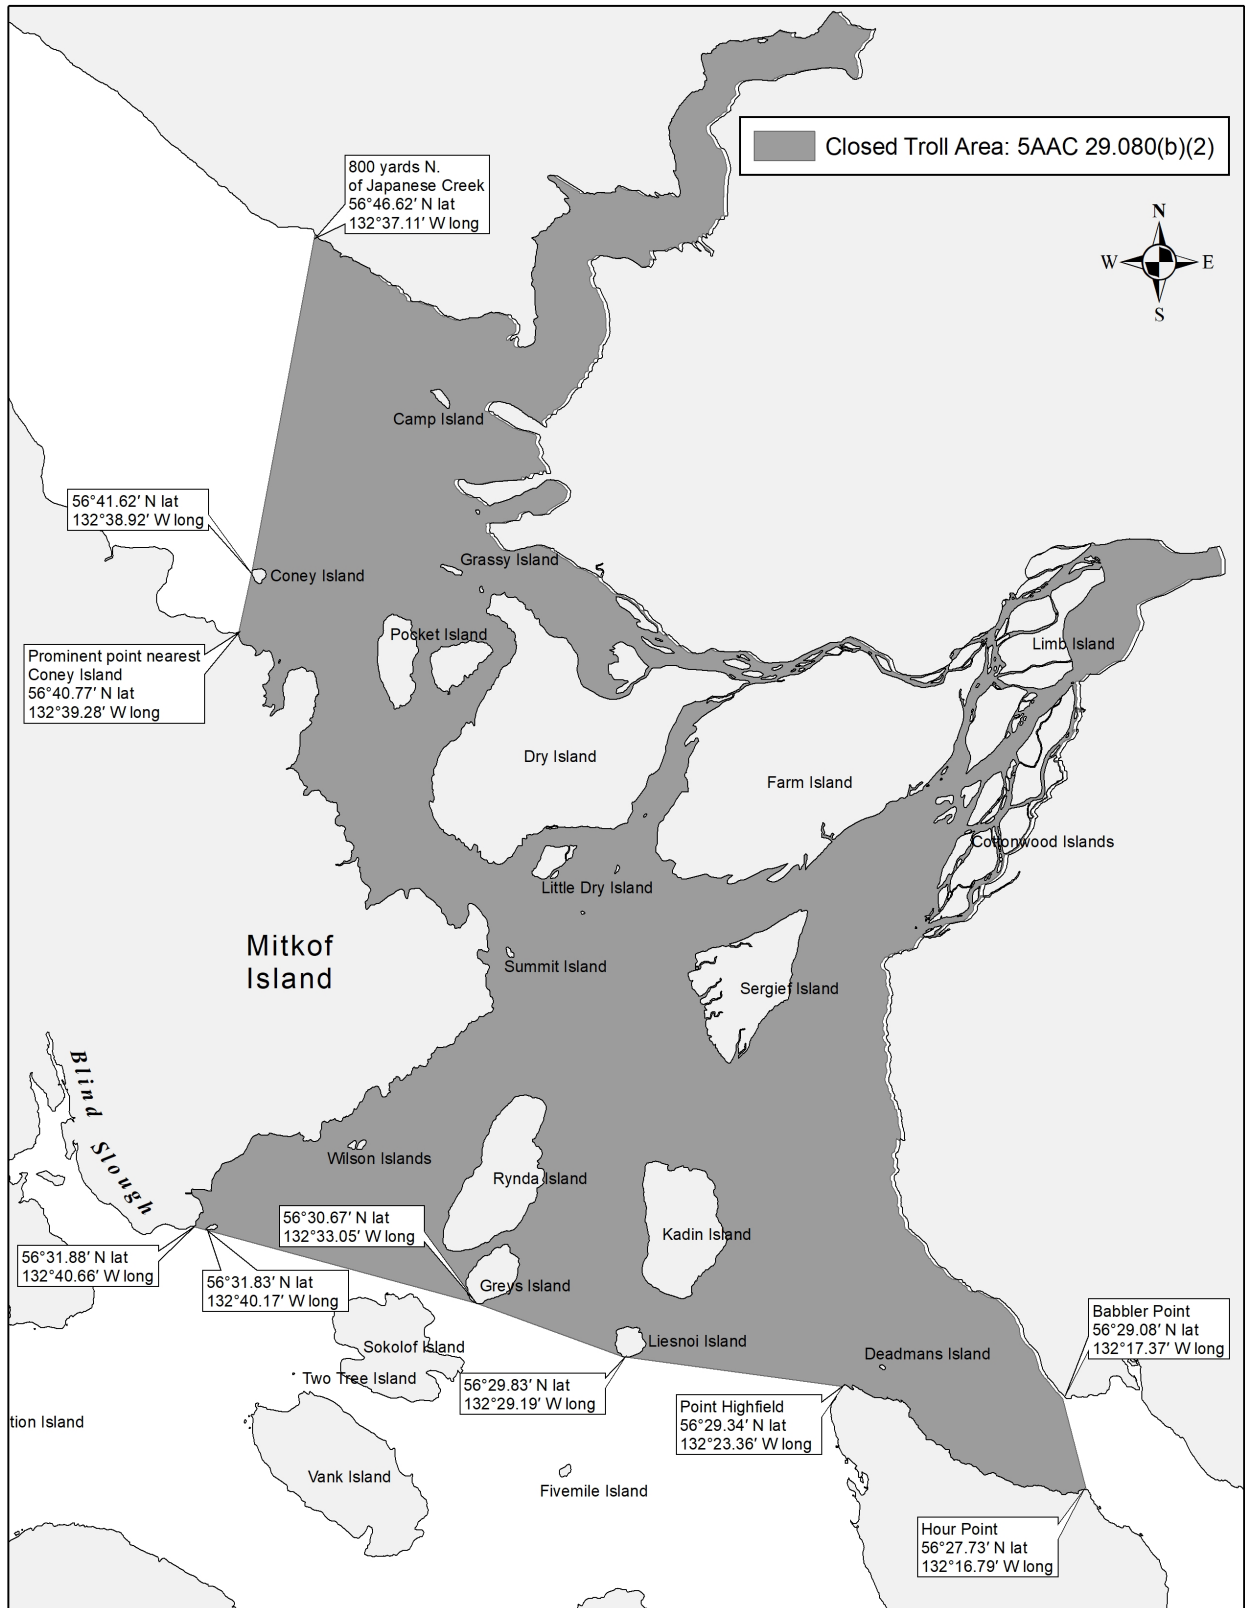 Closed Troll Area: 5AAC 29.080(b)(2)
800 yards N.
of Japanese Creek
56°46.62′ N lat
132°37.11′ W long
N
W
E
S
Camp Island
56°41.62′ N lat
132°38.92′ W long
Grassy Island
Coney Island
Pocket Island
Limb Island
Prominent point nearest
Coney Island
56°40.77′ N lat
132°39.28′ W long
Dry Island
Farm Island
Cottonwood Islands
Little Dry Island
Mitkof
Island
Summit Island
Sergief Island
Blind Slough
Wilson Islands
Rynda Island
56°30.67′ N lat
132°33.05′ W long
Kadin Island
56°31.88′ N lat
132°40.66′ W long
56°31.83′ N lat
132°40.17′ W long
Greys Island
Babbler Point
56°29.08′ N lat
132°17.37′ W long
Sokolof Island
Liesnoi Island
Deadmans Island
Two Tree Island
56°29.83′ N lat
132°29.19′ W long
Point Highfield
56°29.34′ N lat
132°23.36′ W long
tion Island
Vank Island
Fivemile Island
Hour Point
56°27.73′ N lat
132°16.79′ W long